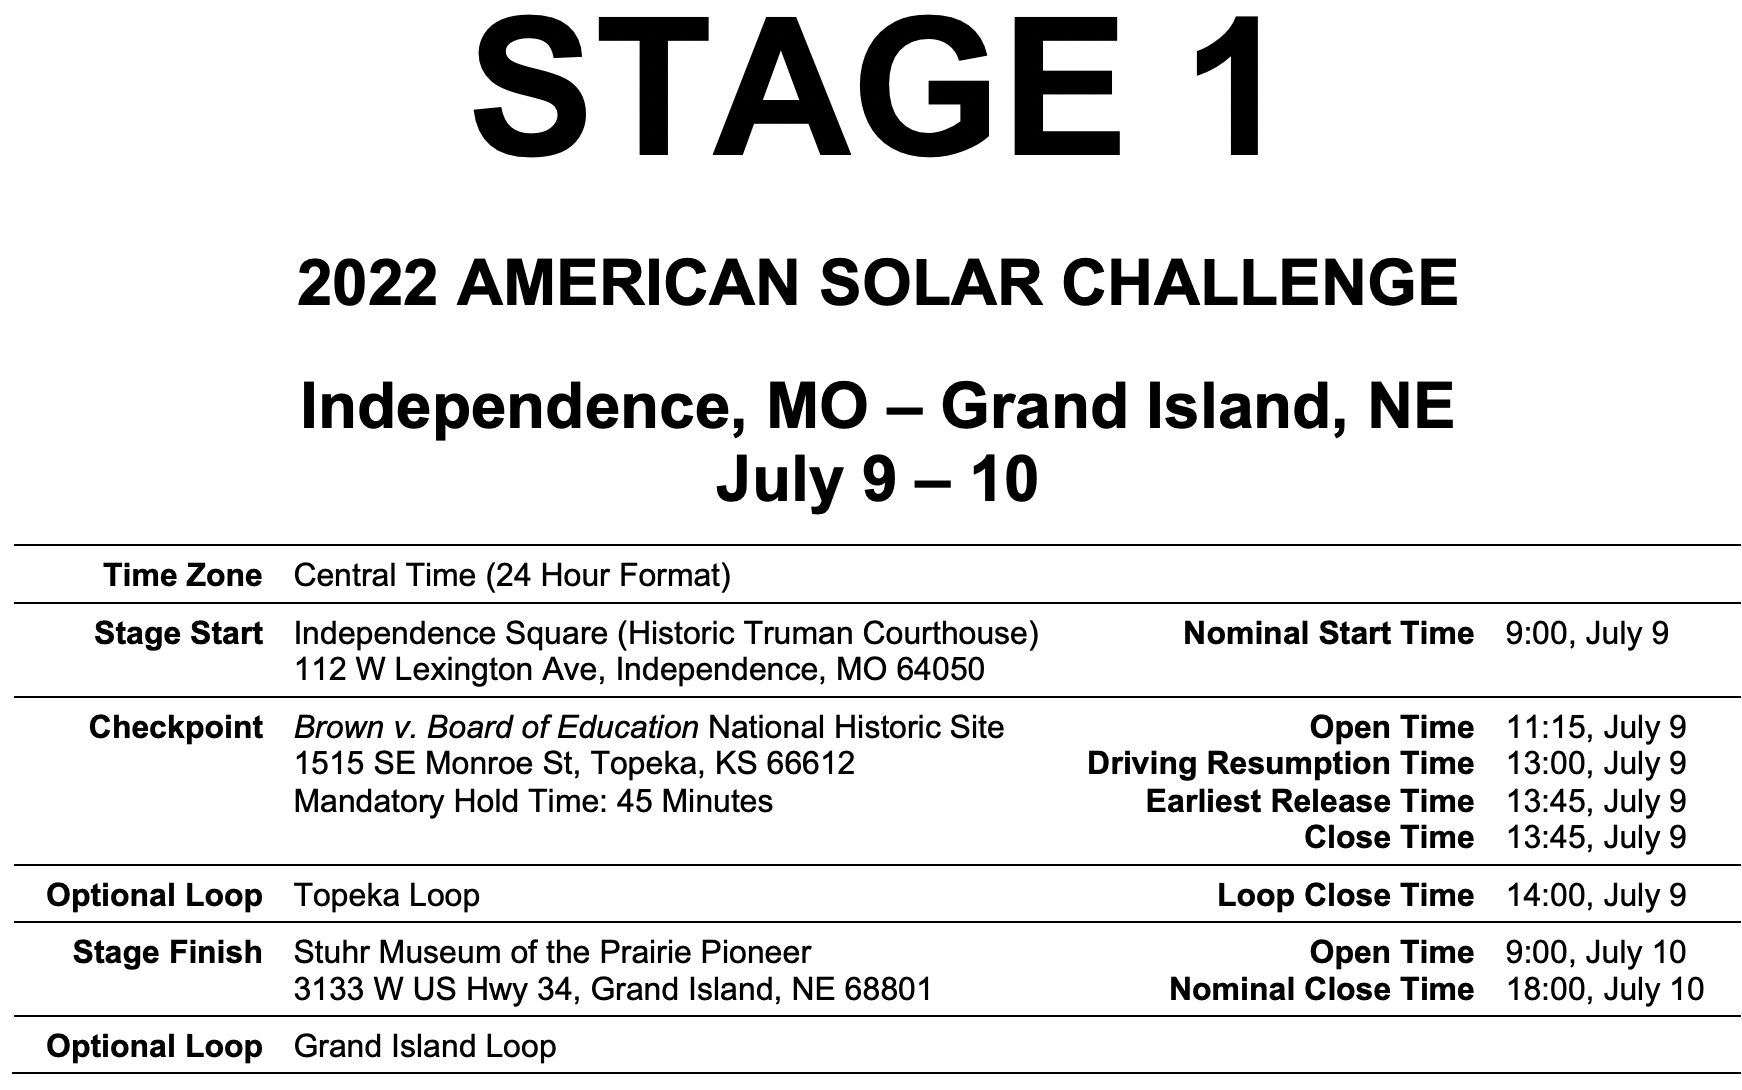 STAGE 1
2022 AMERICAN SOLAR CHALLENGE
Independence, MO – Grand Island, NE
July 9 – 10
Time Zone Central Time (24 Hour Format)
Stage Start Independence Square (Historic Truman Courthouse) Nominal Start Time 9:00, July 9
112 W Lexington Ave, Independence, MO 64050
Checkpoint Brown v. Board of Education National Historic Site Open Time 11:15, July 9
1515 SE Monroe St, Topeka, KS 66612 Driving Resumption Time 13:00, July 9
Mandatory Hold Time: 45 Minutes Earliest Release Time 13:45, July 9
Close Time 13:45, July 9
Optional Loop Topeka Loop Loop Close Time 14:00, July 9
Stage Finish Stuhr Museum of the Prairie Pioneer Open Time 9:00, July 10
3133 W US Hwy 34, Grand Island, NE 68801 Nominal Close Time 18:00, July 10
Optional Loop Grand Island Loop